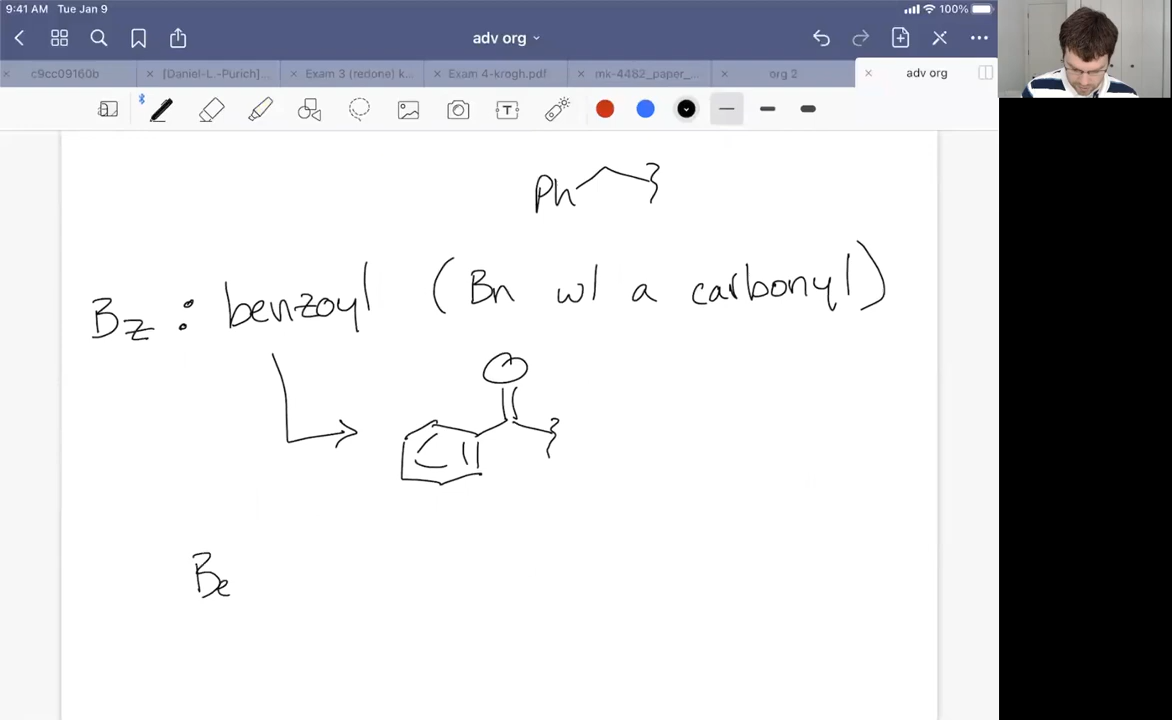 9:41 AM Tue Jan 9
100%
adv org
c9cc09160b
[Daniel-L.-Purich]...
Exam 3 (redone) k...
Exam 4-krogh.pdf
mk-4482_paper_...
org 2
adv org
T
Ph
Bz : benzoyl (Bn w/ a carbonyl)
O
Be